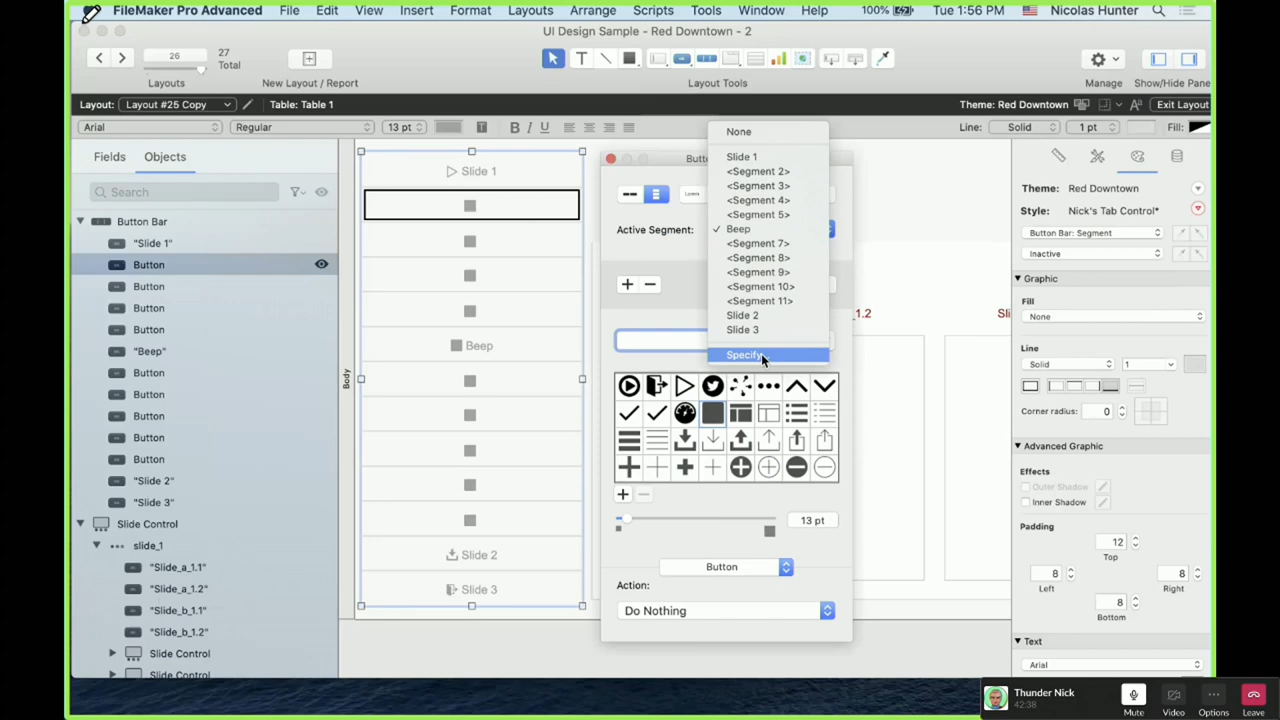 FileMaker Pro Advanced File Edit View Insert Format Layouts Arrange Scripts Tools Window Help 100% Tue 1:56 PM Nicolas Hunter
UI Design Sample - Red Downtown - 2
26
27
Total
Layouts
New Layout / Report
Layout Tools
Manage
Show/Hide Pane
Layout: Layout #25 Copy Table: Table 1 Theme: Red Downtown Exit Layout
Arial Regular 13 pt B I U Line: Solid 1 pt Fill:
Fields Objects
Search
Button Bar
"Slide 1"
Button
Button
Button
Button
"Beep"
Button
Button
Button
Button
Button
"Slide 2"
"Slide 3"
Slide Control
slide_1
"Slide_a_1.1"
"Slide_a_1.2"
"Slide_b_1.1"
"Slide_b_1.2"
Slide Control
Slide Control
Body
Slide 1
Beep
Slide 2
Slide 3
Active Segment:
None
Slide 1
<Segment 2>
<Segment 3>
<Segment 4>
<Segment 5>
Beep
<Segment 7>
<Segment 8>
<Segment 9>
<Segment 10>
<Segment 11>
Slide 2
Slide 3
Specify...
13 pt
Button
Action:
Do Nothing
_1.2
Theme: Red Downtown
Style: Nick's Tab Control*
Button Bar: Segment
Inactive
Graphic
Fill
None
Line
Solid 1
Corner radius: 0
Advanced Graphic
Effects
Outer Shadow
Inner Shadow
Padding
12
Top
8 8
Left Right
8
Bottom
Text
Arial
Thunder Nick
42:38
Mute Video Options Leave